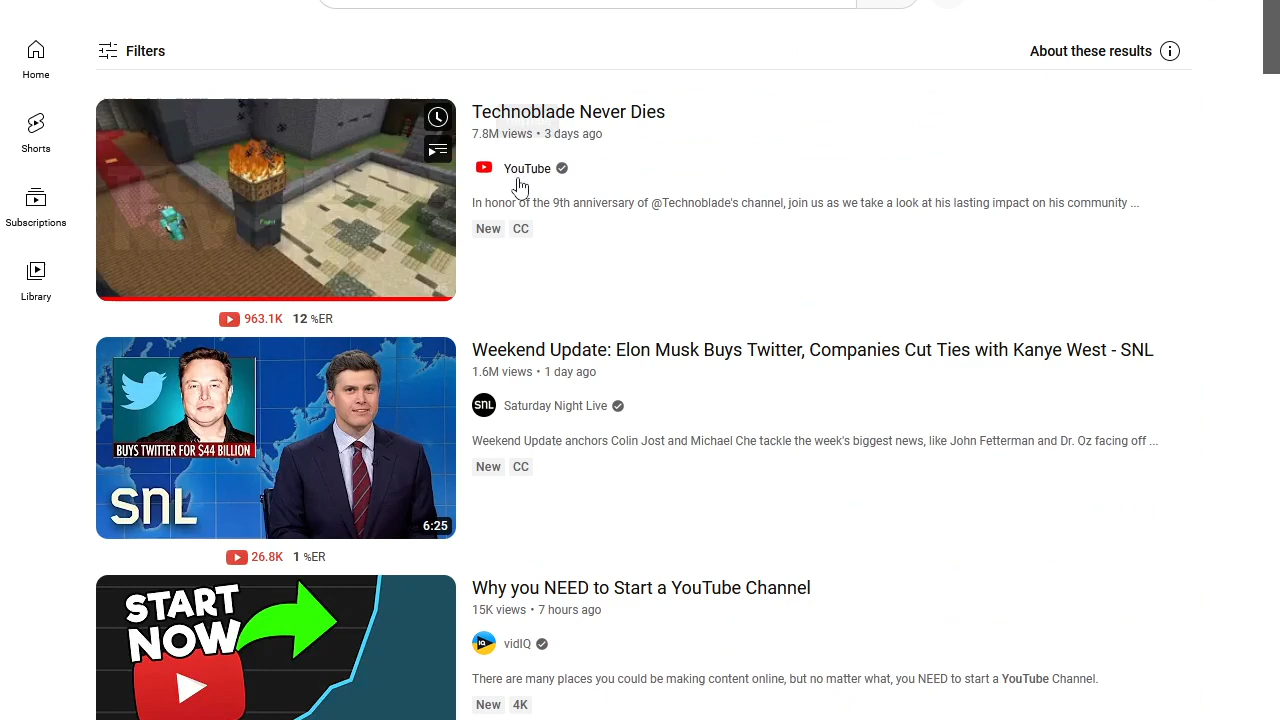 Filters
About these results
Home
Shorts
Subscriptions
Library
Technoblade Never Dies
7.8M views • 3 days ago
YouTube
In honor of the 9th anniversary of @Technoblade's channel, join us as we take a look at his lasting impact on his community ...
New CC
963.1K 12 %ER
BUYS TWITTER FOR $44 BILLION
SNL
6:25
Weekend Update: Elon Musk Buys Twitter, Companies Cut Ties with Kanye West - SNL
1.6M views • 1 day ago
SNL
Saturday Night Live
Weekend Update anchors Colin Jost and Michael Che tackle the week's biggest news, like John Fetterman and Dr. Oz facing off ...
New CC
26.8K 1 %ER
START
NOW
Why you NEED to Start a YouTube Channel
15K views • 7 hours ago
IQ
vidIQ
There are many places you could be making content online, but no matter what, you NEED to start a YouTube Channel.
New 4K